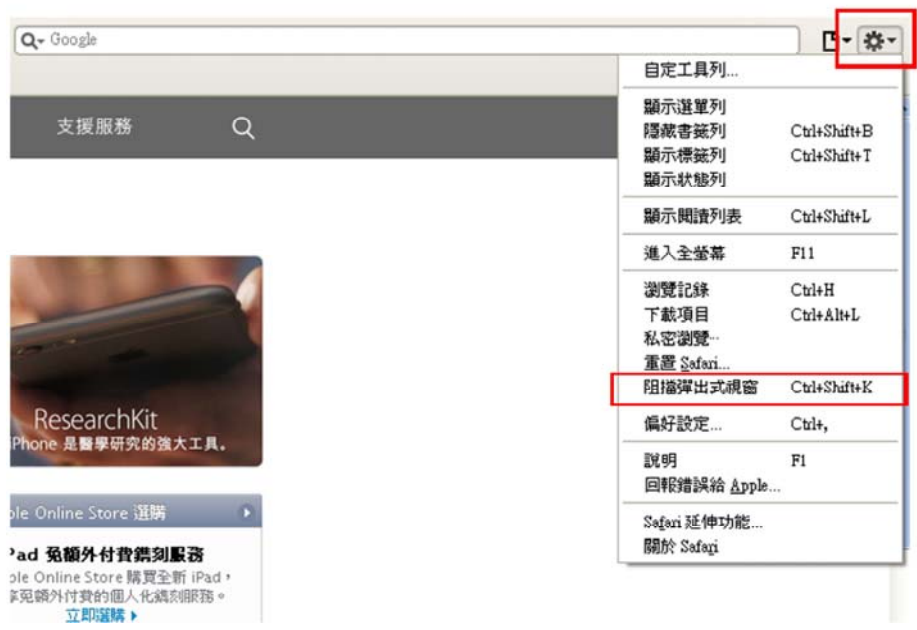 Google
自定工具列...
顯示選單列
隱藏書籤列 Ctrl+Shift+B
顯示標籤列 Ctrl+Shift+T
顯示狀態列
顯示閱讀列表 Ctrl+Shift+L
進入全螢幕 F11
瀏覽記錄 Ctrl+H
下載項目 Ctrl+Alt+L
私密瀏覽...
重置 Safari...
阻擋彈出式視窗 Ctrl+Shift+K
偏好設定... Ctrl+,
說明 F1
回報錯誤給 Apple...
Safari 延伸功能...
關於 Safari
支援服務
ResearchKit
iPhone 是醫學研究的強大工具。
ple Online Store 選購
Pad 免額外付費鐫刻服務
ple Online Store 購買全新 iPad，
享免額外付費的個人化鐫刻服務。
立即選購